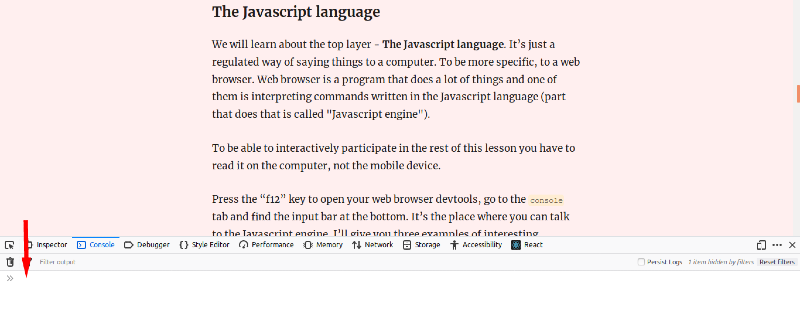 The Javascript language
We will learn about the top layer - The Javascript language. It's just a
regulated way of saying things to a computer. To be more specific, to a web
browser. Web browser is a program that does a lot of things and one of
them is interpreting commands written in the Javascript language (part
that does that is called "Javascript engine").
To be able to interactively participate in the rest of this lesson you have to
read it on the computer, not the mobile device.
Press the “f12” key to open your web browser devtools, go to the console
tab and find the input bar at the bottom. It's the place where you can talk
to the Javascript engine. I'll give you three examples of interesting
Inspector Console Debugger Style Editor Performance Memory Network Storage Accessibility React
Filter output Persist Logs 1 item hidden by filters Reset filters